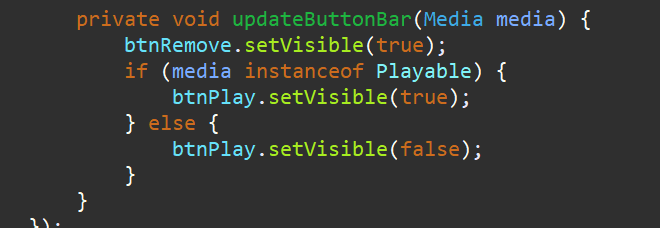 private void updateButtonBar(Media media) {
btnRemove.setVisible(true);
if (media instanceof Playable) {
btnPlay.setVisible(true);
} else {
btnPlay.setVisible(false);
}
}
});